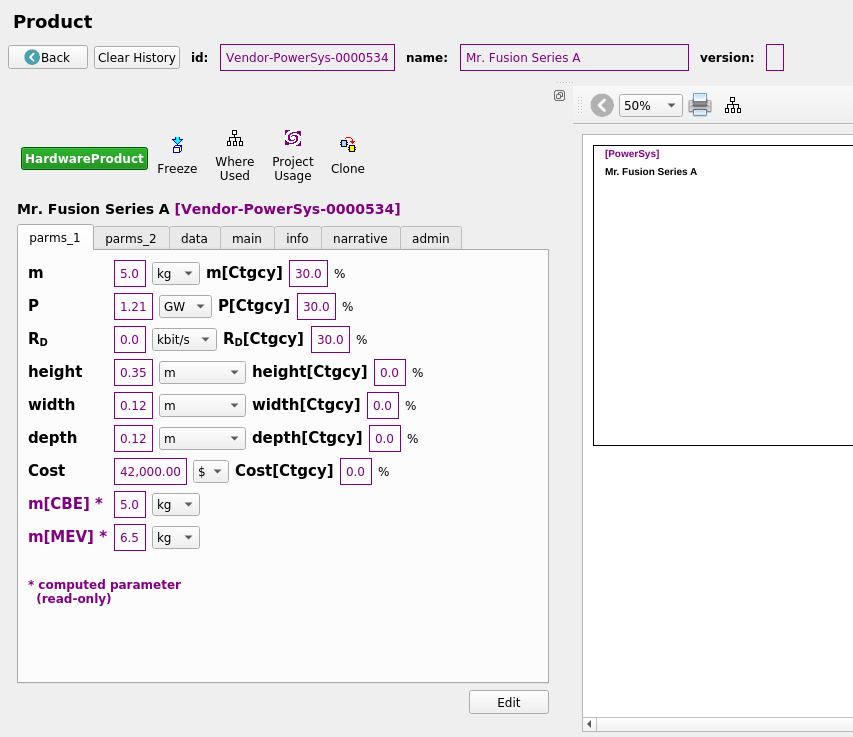 Product
Back Clear History id: Vendor-PowerSys-0000534 name: Mr. Fusion Series A version:
50%
HardwareProduct Freeze Where Used Project Usage Clone
[PowerSys]
Mr. Fusion Series A
Mr. Fusion Series A [Vendor-PowerSys-0000534]
parms_1 parms_2 data main info narrative admin
m 5.0 kg m[Ctgcy] 30.0 %
P 1.21 GW P[Ctgcy] 30.0 %
RD 0.0 kbit/s RD[Ctgcy] 30.0 %
height 0.35 m height[Ctgcy] 0.0 %
width 0.12 m width[Ctgcy] 0.0 %
depth 0.12 m depth[Ctgcy] 0.0 %
Cost 42,000.00 $ Cost[Ctgcy] 0.0 %
m[CBE] * 5.0 kg
m[MEV] * 6.5 kg
* computed parameter
(read-only)
Edit